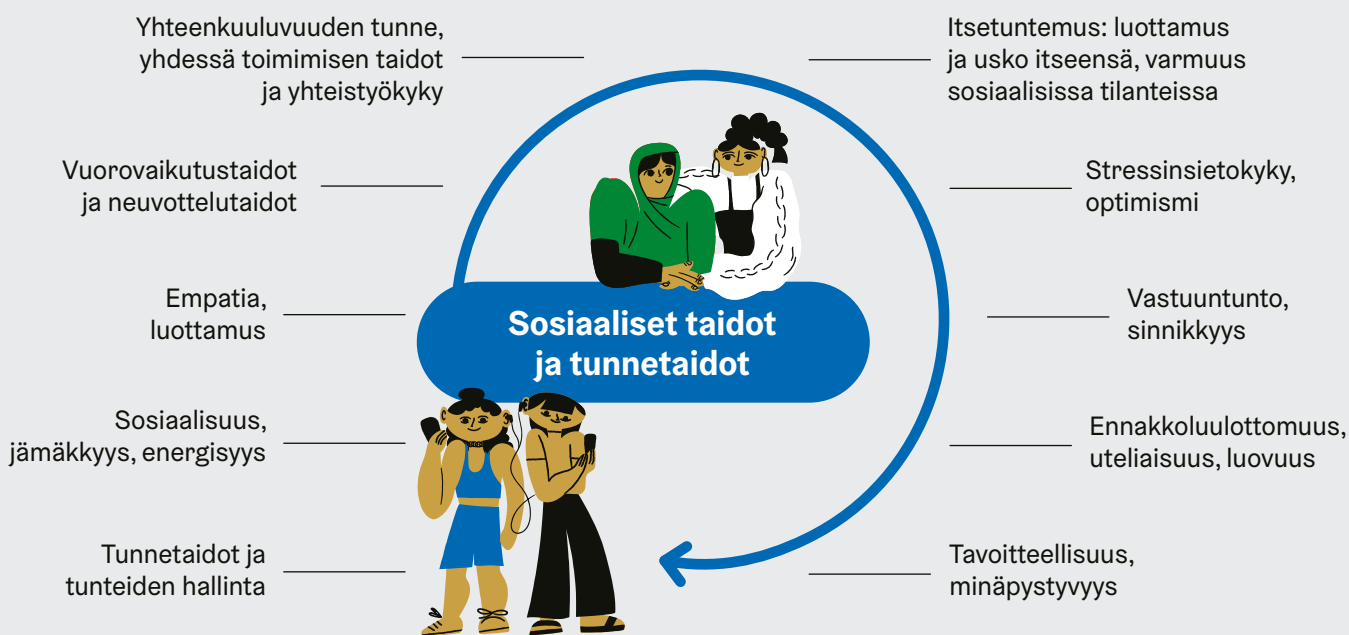 Yhteenkuuluvuuden tunne,
yhdessä toimimisen taidot
ja yhteistyökyky
Vuorovaikutustaidot
ja neuvottelutaidot
Empatia,
luottamus
Sosiaalisuus,
jämäkkyys, energisyys
Tunnetaidot ja
tunteiden hallinta
Sosiaaliset taidot
ja tunnetaidot
Itsetuntemus: luottamus
ja usko itseensä, varmuus
sosiaalisissa tilanteissa
Stressinsietokyky,
optimismi
Vastuuntunto,
sinnikkyys
Ennakkoluulottomuus,
uteliaisuus, luovuus
Tavoitteellisuus,
minäpystyvyys